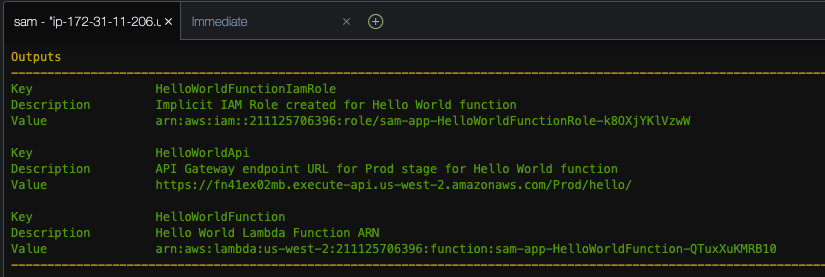 sam - "ip-172-31-11-206.u × Immediate × +
Outputs
Key HelloWorldFunctionIamRole
Description Implicit IAM Role created for Hello World function
Value arn:aws:iam::211125706396:role/sam-app-HelloWorldFunctionRole-k8OXjYKlVzwW
Key HelloWorldApi
Description API Gateway endpoint URL for Prod stage for Hello World function
Value https://fn41ex02mb.execute-api.us-west-2.amazonaws.com/Prod/hello/
Key HelloWorldFunction
Description Hello World Lambda Function ARN
Value arn:aws:lambda:us-west-2:211125706396:function:sam-app-HelloWorldFunction-QTuxXuKMRB10